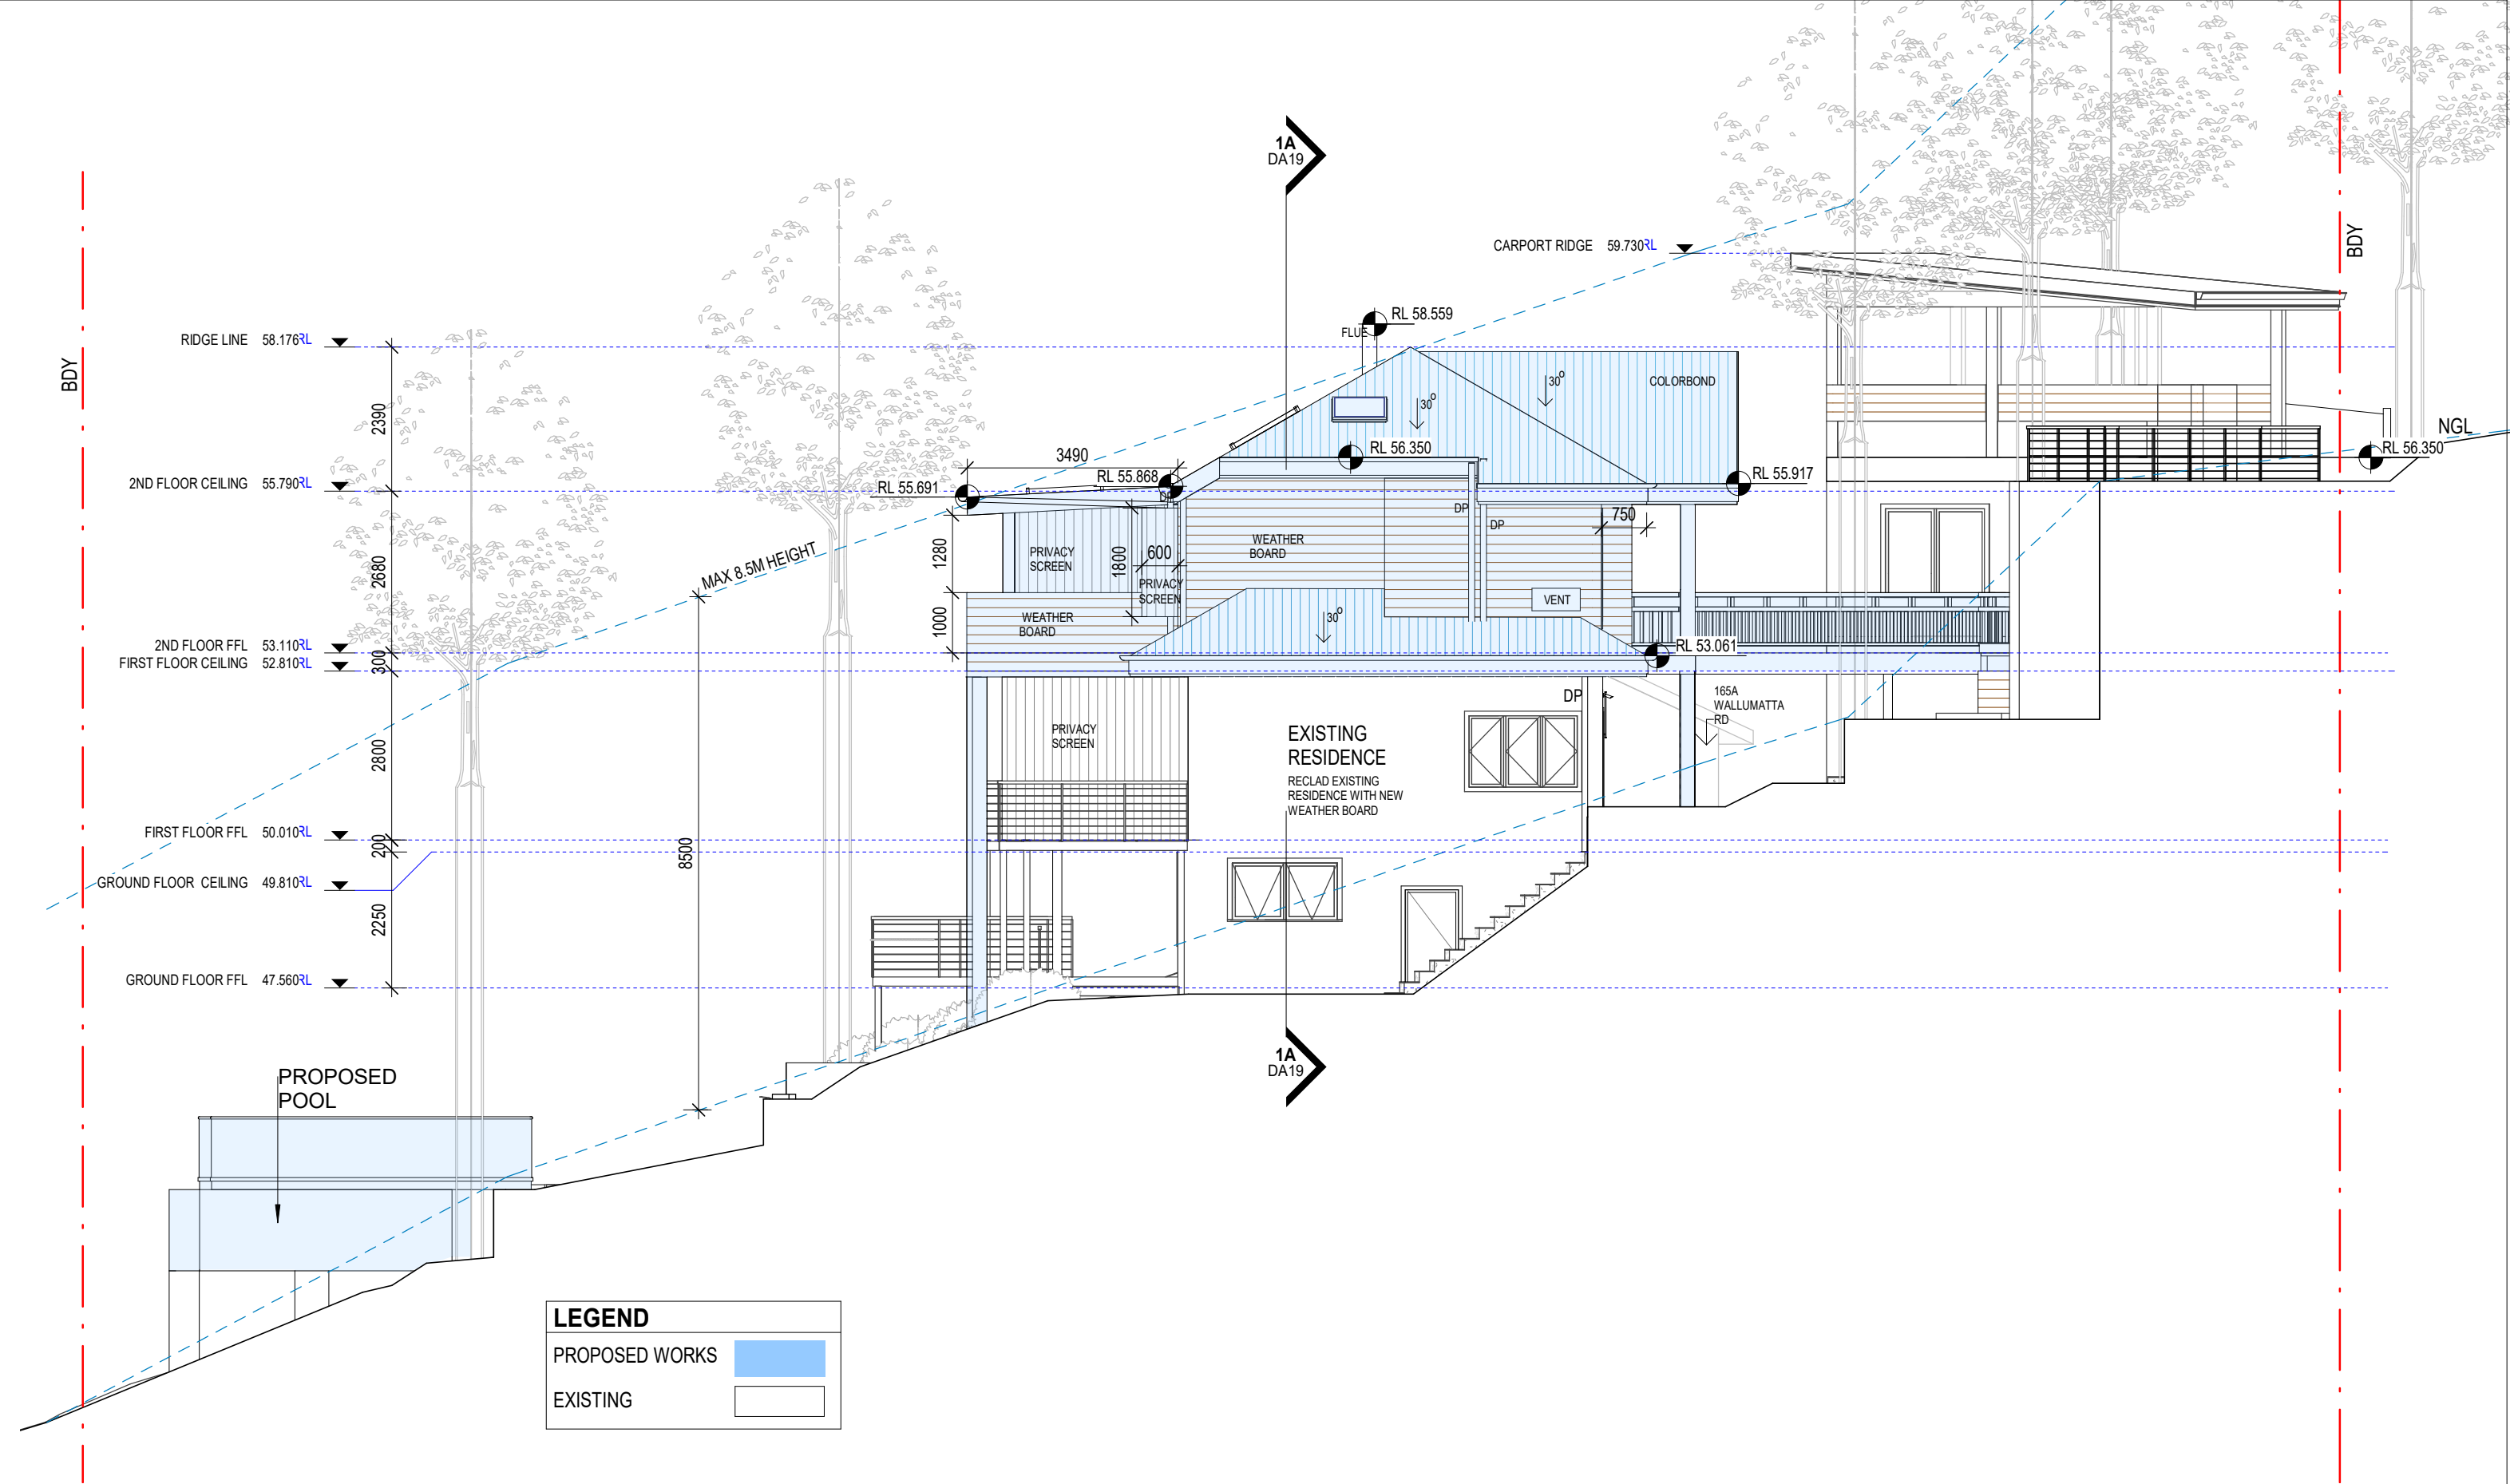 1A
DA19
CARPORT RIDGE 59.730RL
BDY
RL 58.559
FLUE
RIDGE LINE 58.176RL
BDY
30°
COLORBOND
30°
2390
NGL
RL 56.350
RL 56.350
3490
RL 55.868
RL 55.917
2ND FLOOR CEILING 55.790RL
RL 55.691
DP
DP
750
WEATHER
BOARD
PRIVACY
SCREEN
1280
1800
600
MAX 8.5M HEIGHT
2680
PRIVACY
SCREEN
VENT
WEATHER
BOARD
1000
30°
2ND FLOOR FFL 53.110RL
RL 53.061
FIRST FLOOR CEILING 52.810RL
300
DP
165A
WALLUMATTA
RD
PRIVACY
SCREEN
EXISTING
RESIDENCE
RECLAD EXISTING
RESIDENCE WITH NEW
WEATHER BOARD
2800
FIRST FLOOR FFL 50.010RL
200
8500
GROUND FLOOR CEILING 49.810RL
2250
GROUND FLOOR FFL 47.560RL
1A
DA19
PROPOSED
POOL
LEGEND
PROPOSED WORKS
EXISTING